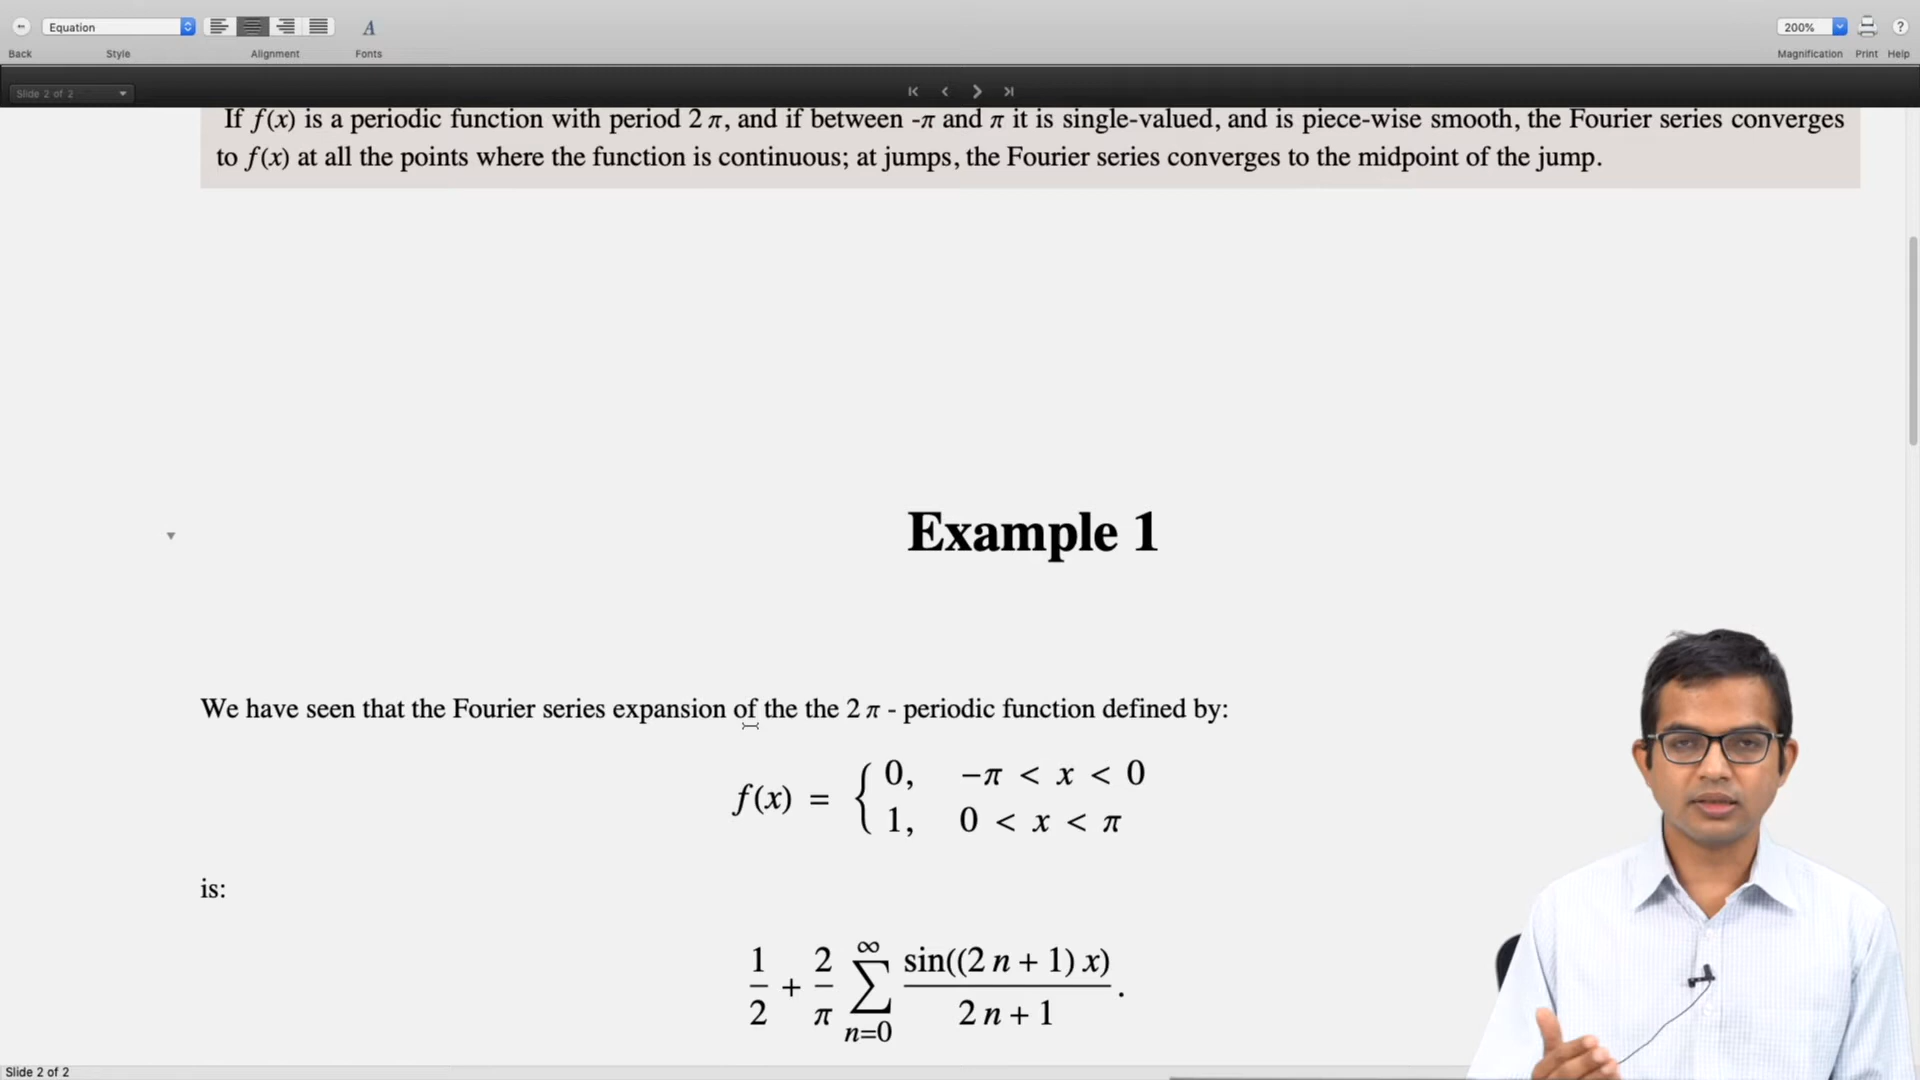 Equation
200%
Back
Style
Alignment
Fonts
Magnification
Print
Help
Slide 2 of 2
If f(x) is a periodic function with period 2 π, and if between -π and π it is single-valued, and is piece-wise smooth, the Fourier series converges
to f(x) at all the points where the function is continuous; at jumps, the Fourier series converges to the midpoint of the jump.
Example 1
We have seen that the Fourier series expansion of the the 2 π - periodic function defined by:
f(x) = { 0, −π < x < 0
1, 0 < x < π
is:
1/2 + 2/π ∑_{n=0}^{∞} sin((2 n + 1) x) / (2 n + 1) .
Slide 2 of 2